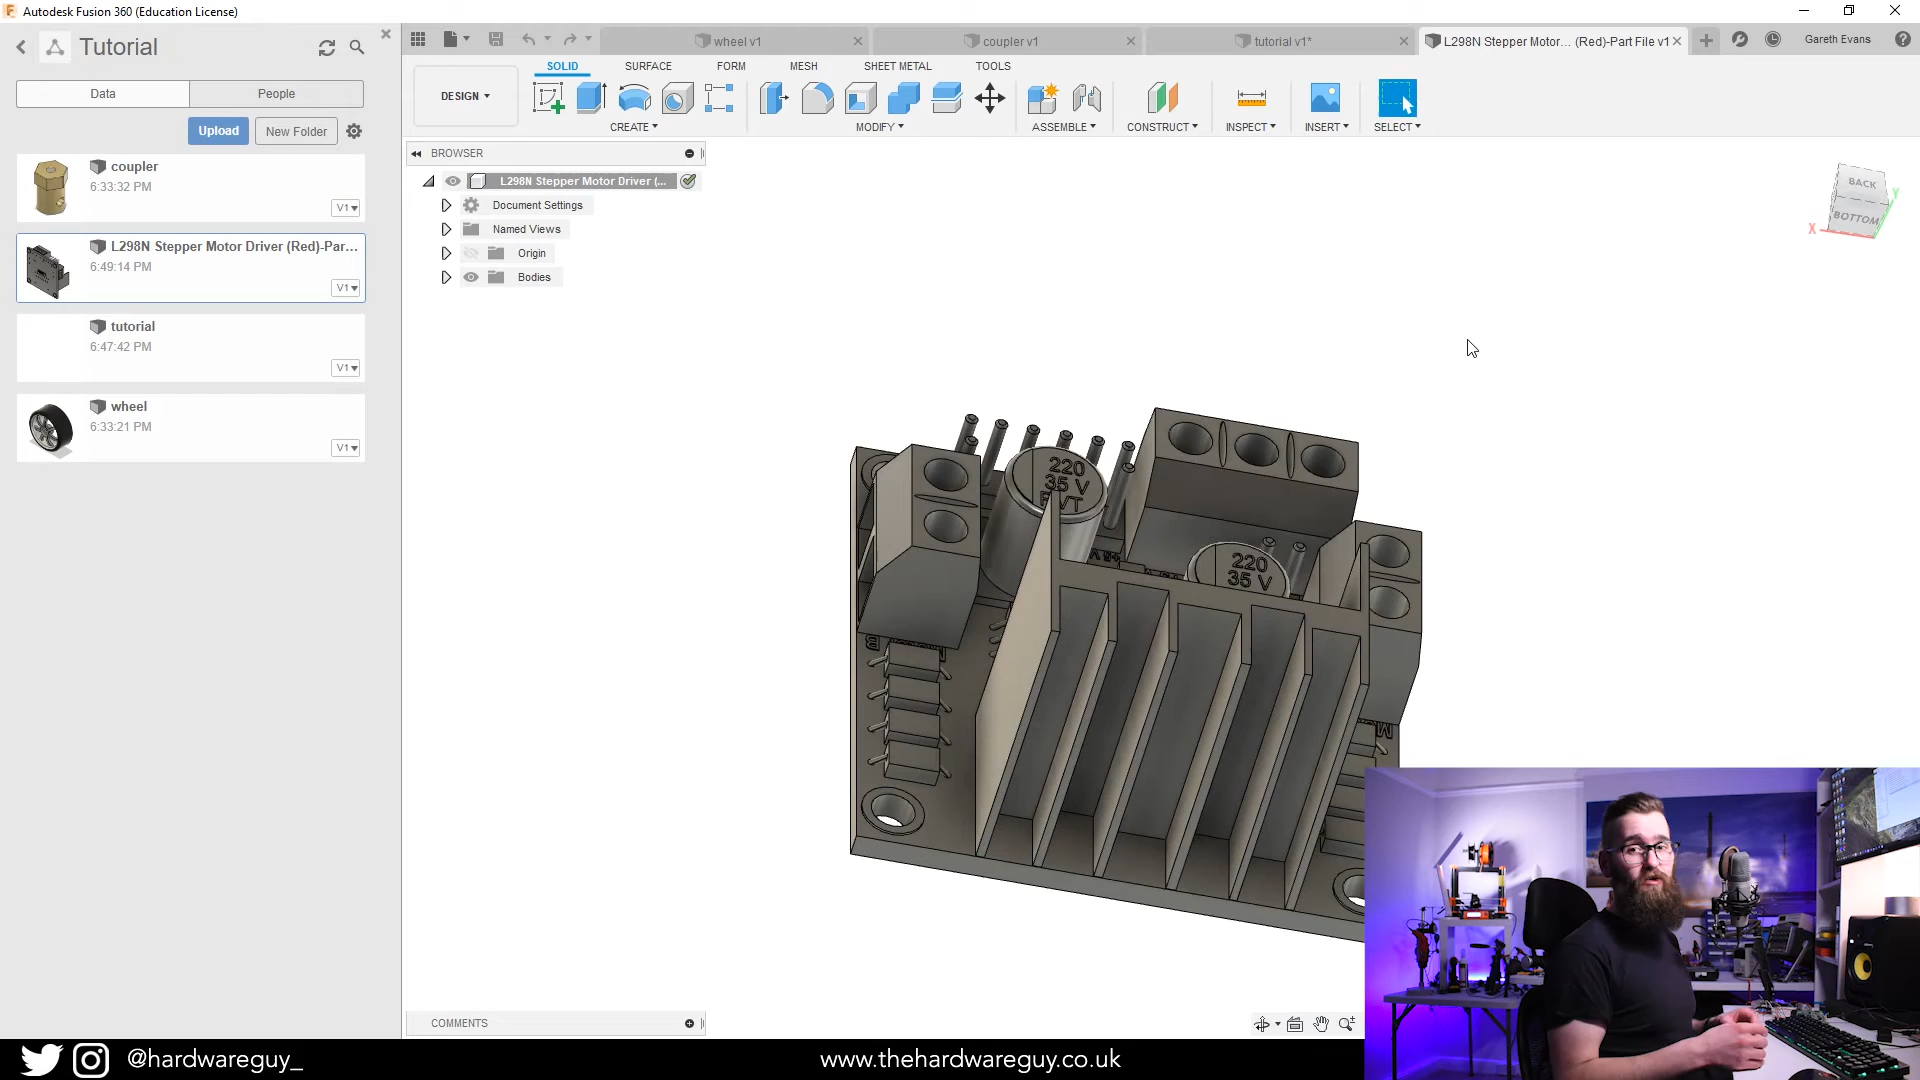 Autodesk Fusion 360 (Education License)
Tutorial
Data
People
Upload
New Folder
coupler
6:33:32 PM
V1
L298N Stepper Motor Driver (Red)-Par...
6:49:14 PM
V1
tutorial
6:47:42 PM
V1
wheel
6:33:21 PM
V1
wheel v1
coupler v1
tutorial v1*
L298N Stepper Motor... (Red)-Part File v1
Gareth Evans
DESIGN
SOLID
SURFACE
FORM
MESH
SHEET METAL
TOOLS
CREATE
MODIFY
ASSEMBLE
CONSTRUCT
INSPECT
INSERT
SELECT
BROWSER
L298N Stepper Motor Driver (...
Document Settings
Named Views
Origin
Bodies
BACK
BOTTOM
X
Y
220
35 V
220
35 V
B
COMMENTS
@hardwareguy_
www.thehardwareguy.co.uk